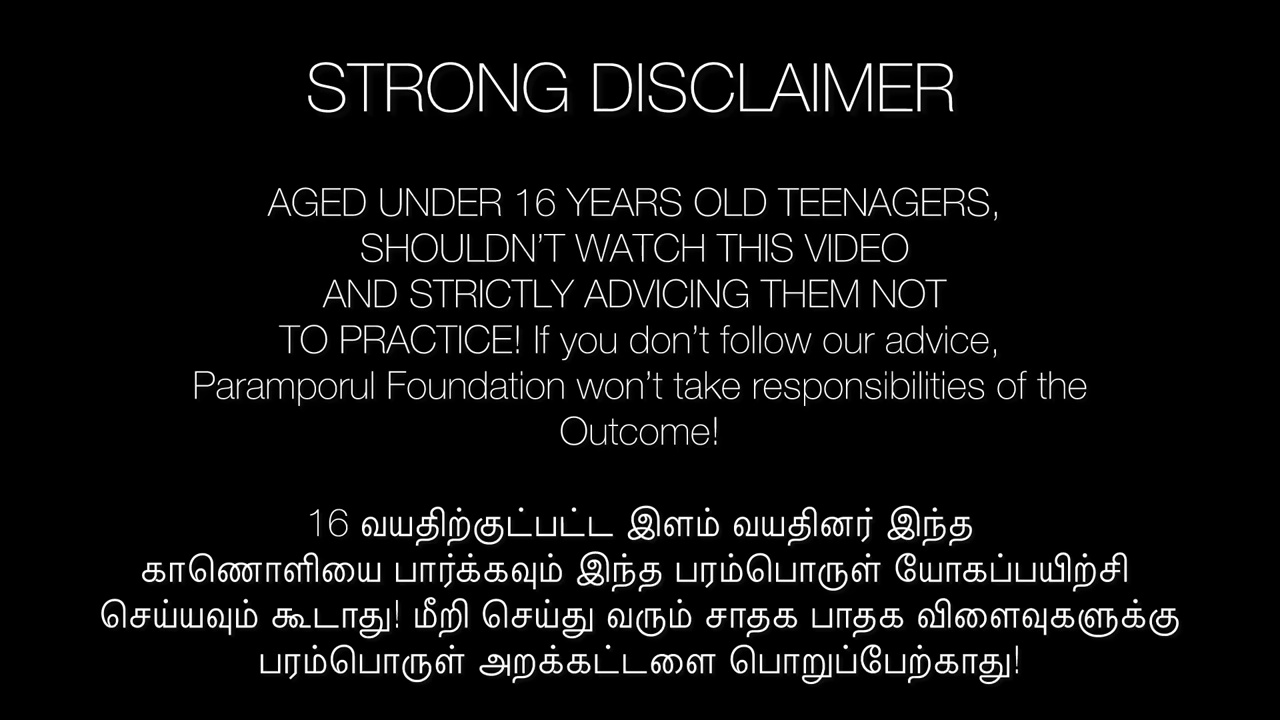 STRONG DISCLAIMER
AGED UNDER 16 YEARS OLD TEENAGERS,
SHOULDN'T WATCH THIS VIDEO
AND STRICTLY ADVICING THEM NOT
TO PRACTICE! If you don't follow our advice,
Paramporul Foundation won't take responsibilities of the
Outcome!
16 வயதிற்குட்பட்ட இளம் வயதினர் இந்த
காணொளியை பார்க்கவும் இந்த பரம்பொருள் யோகப்பயிற்சி
செய்யவும் கூடாது! மீறி செய்து வரும் சாதக பாதக விளைவுகளுக்கு
பரம்பொருள் அறக்கட்டளை பொறுப்பேற்காது!